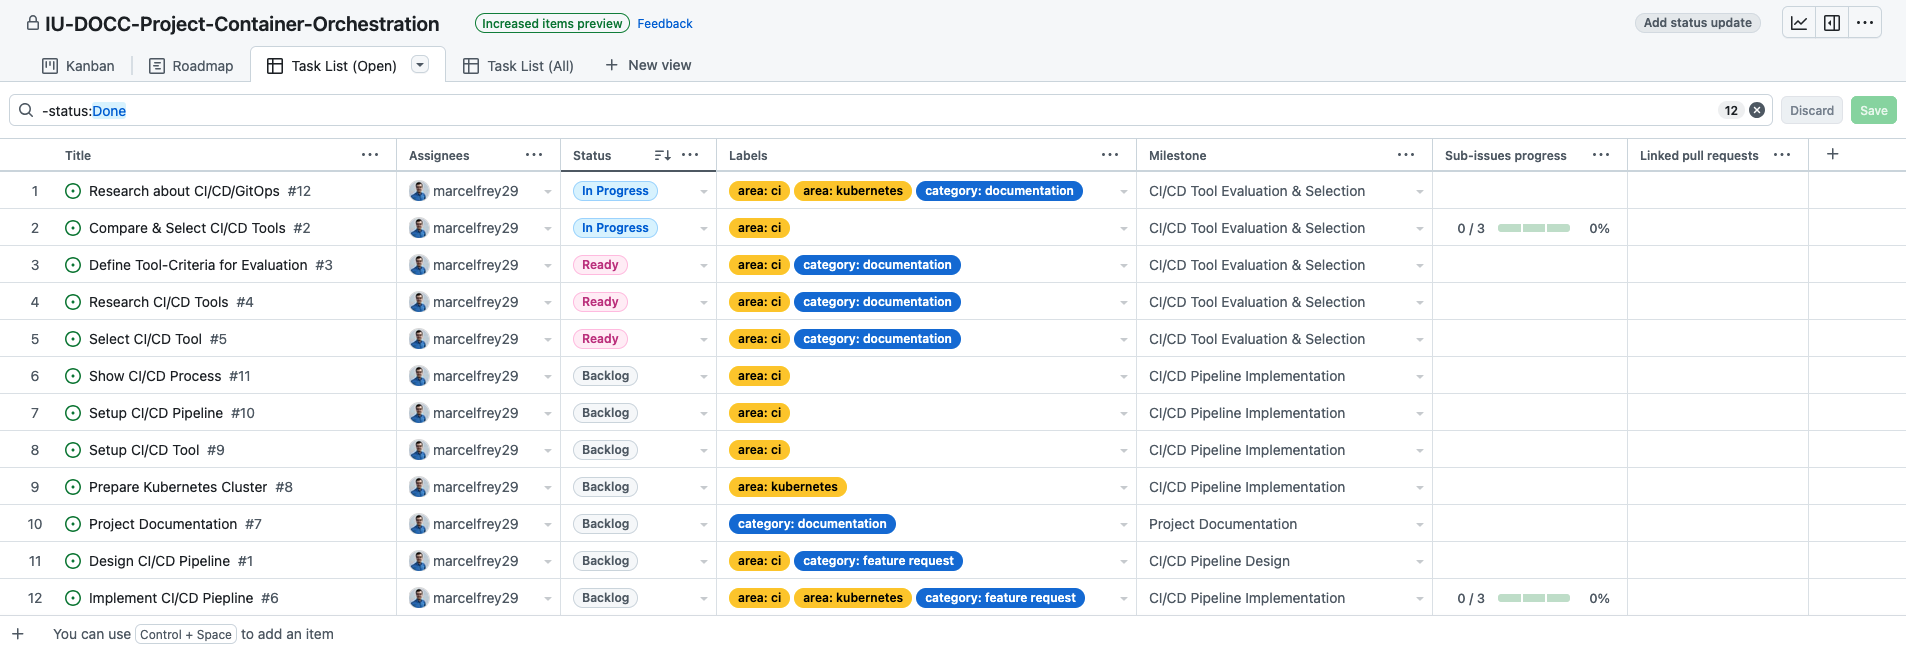 IU-DOCC-Project-Container-Orchestration Increased items preview Feedback Add status update
Kanban Roadmap Task List (Open) Task List (All) New view
-status:Done 12 Discard Save
Title Assignees Status Labels Milestone Sub-issues progress Linked pull requests
1 Research about CI/CD/GitOps #12 marcelfrey29 In Progress area: ci area: kubernetes category: documentation CI/CD Tool Evaluation & Selection
2 Compare & Select CI/CD Tools #2 marcelfrey29 In Progress area: ci CI/CD Tool Evaluation & Selection 0 / 3 0%
3 Define Tool-Criteria for Evaluation #3 marcelfrey29 Ready area: ci category: documentation CI/CD Tool Evaluation & Selection
4 Research CI/CD Tools #4 marcelfrey29 Ready area: ci category: documentation CI/CD Tool Evaluation & Selection
5 Select CI/CD Tool #5 marcelfrey29 Ready area: ci category: documentation CI/CD Tool Evaluation & Selection
6 Show CI/CD Process #11 marcelfrey29 Backlog area: ci CI/CD Pipeline Implementation
7 Setup CI/CD Pipeline #10 marcelfrey29 Backlog area: ci CI/CD Pipeline Implementation
8 Setup CI/CD Tool #9 marcelfrey29 Backlog area: ci CI/CD Pipeline Implementation
9 Prepare Kubernetes Cluster #8 marcelfrey29 Backlog area: kubernetes CI/CD Pipeline Implementation
10 Project Documentation #7 marcelfrey29 Backlog category: documentation Project Documentation
11 Design CI/CD Pipeline #1 marcelfrey29 Backlog area: ci category: feature request CI/CD Pipeline Design
12 Implement CI/CD Piepline #6 marcelfrey29 Backlog area: ci area: kubernetes category: feature request CI/CD Pipeline Implementation 0 / 3 0%
You can use Control + Space to add an item